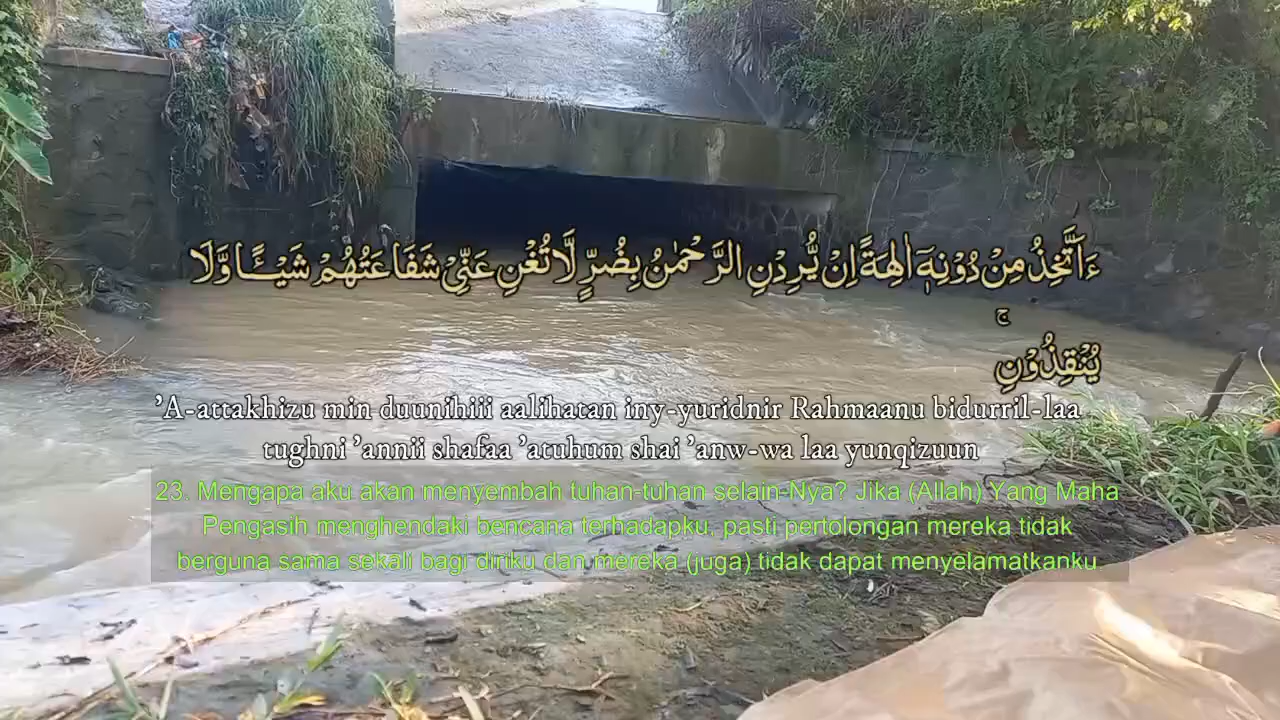 ءَاَتَّخِذُ مِنْ دُوْنِهٖٓ اٰلِهَةً اِنْ يُّرِدْنِ الرَّحْمٰنُ بِضُرٍّ لَّا تُغْنِ عَنِّيْ شَفَاعَتُهُمْ شَيْـًٔا وَّلَا
يُنْقِذُوْنِ ۚ
’A-attakhizu min duunihiii aalihatan iny-yuridnir Rahmaanu bidurril-laa
tughni ’annii shafaa ’atuhum shai ’anw-wa laa yunqizuun
23. Mengapa aku akan menyembah tuhan-tuhan selain-Nya? Jika (Allah) Yang Maha
Pengasih menghendaki bencana terhadapku, pasti pertolongan mereka tidak
berguna sama sekali bagi diriku dan mereka (juga) tidak dapat menyelamatkanku